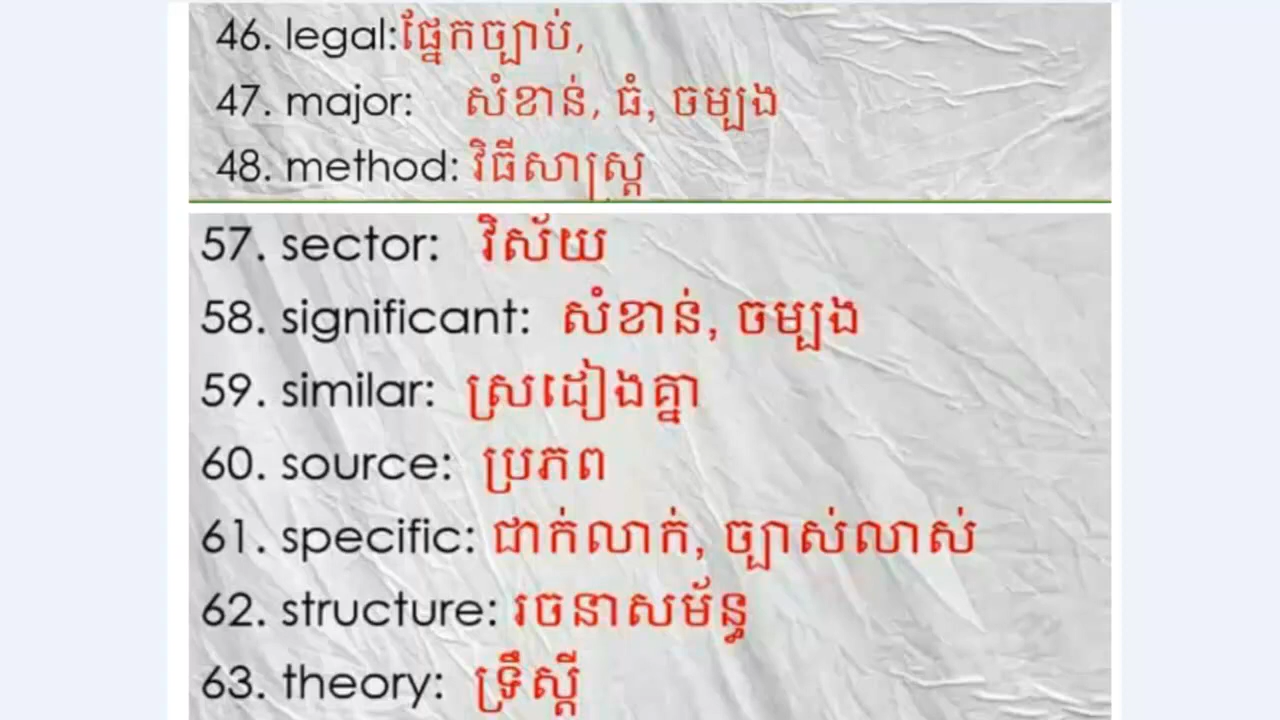 46. legal:ផ្នែកច្បាប់,
47. major: សំខាន់, ធំ, ចម្បង
48. method: វិធីសាស្ត្រ
57. sector: វិស័យ
58. significant: សំខាន់, ចម្បង
59. similar: ស្រដៀងគ្នា
60. source: ប្រភព
61. specific: ជាក់លាក់, ច្បាស់លាស់
62. structure: រចនាសម័ន្ធ
63. theory: ទ្រឹស្តី